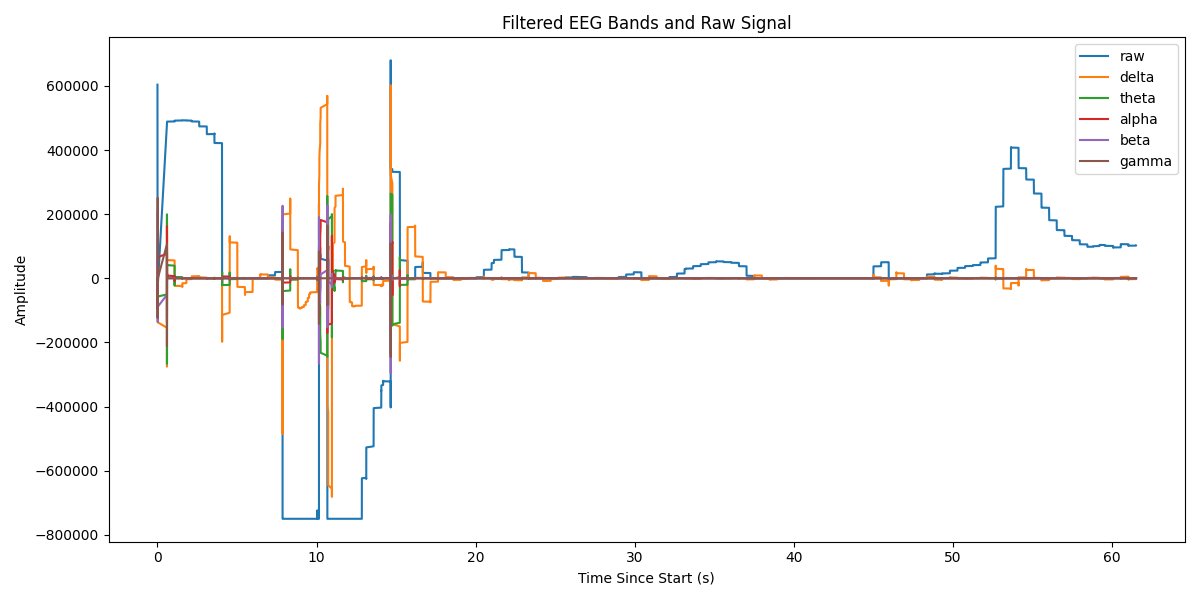 Filtered EEG Bands and Raw Signal
raw
delta
theta
alpha
beta
gamma
600000
400000
200000
0
−200000
−400000
−600000
−800000
Amplitude
0 10 20 30 40 50 60
Time Since Start (s)